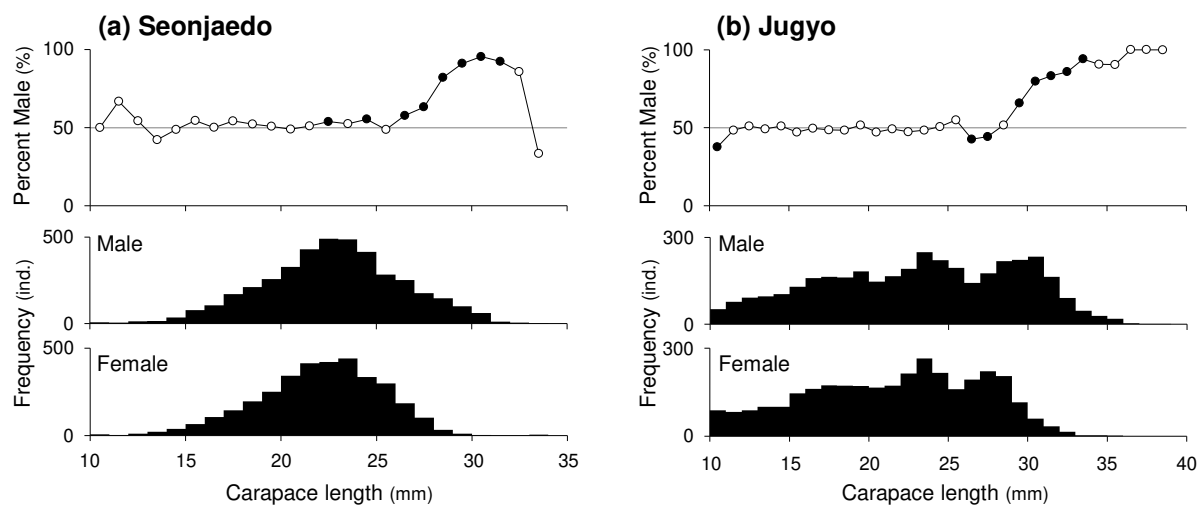 (a) Seonjaedo
Percent Male (%)
100
50
0
Frequency (ind.)
500
Male
0
500
Female
0
10 15 20 25 30 35
Carapace length (mm)
(b) Jugyo
Percent Male (%)
100
50
0
Frequency (ind.)
300
Male
0
300
Female
0
10 15 20 25 30 35 40
Carapace length (mm)